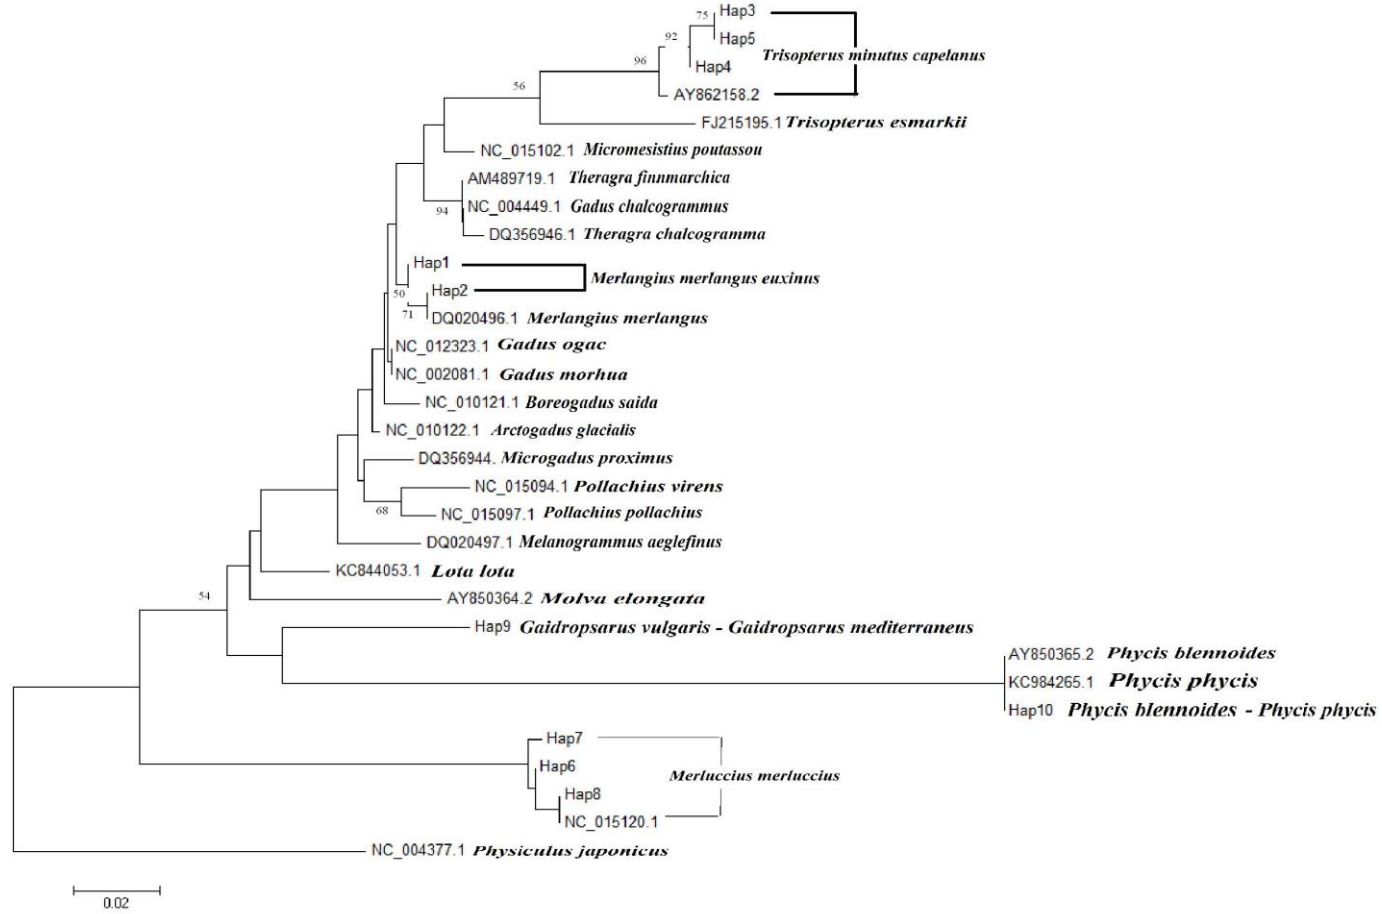 75 Hap3
92 Hap5
96 Trisopterus minutus capelanus
Hap4
56 AY862158.2
FJ215195.1 Trisopterus esmarkii
NC_015102.1 Micromesistius poutassou
AM489719.1 Theragra finnmarchica
94 NC_004449.1 Gadus chalcogrammus
DQ356946.1 Theragra chalcogramma
Hap1
Merlangius merlangus euxinus
50 Hap2
71 DQ020496.1 Merlangius merlangus
NC_012323.1 Gadus ogac
NC_002081.1 Gadus morhua
NC_010121.1 Boreogadus saida
NC_010122.1 Arctogadus glacialis
DQ356944. Microgadus proximus
NC_015094.1 Pollachius virens
68 NC_015097.1 Pollachius pollachius
DQ020497.1 Melanogrammus aeglefinus
KC844053.1 Lota lota
54 AY850364.2 Molva elongata
Hap9 Gaidropsarus vulgaris - Gaidropsarus mediterraneus
AY850365.2 Phycis blennoides
KC984265.1 Phycis phycis
Hap10 Phycis blennoides - Phycis phycis
Hap7
Hap6
Merluccius merluccius
Hap8
NC_015120.1
NC_004377.1 Physiculus japonicus
0.02